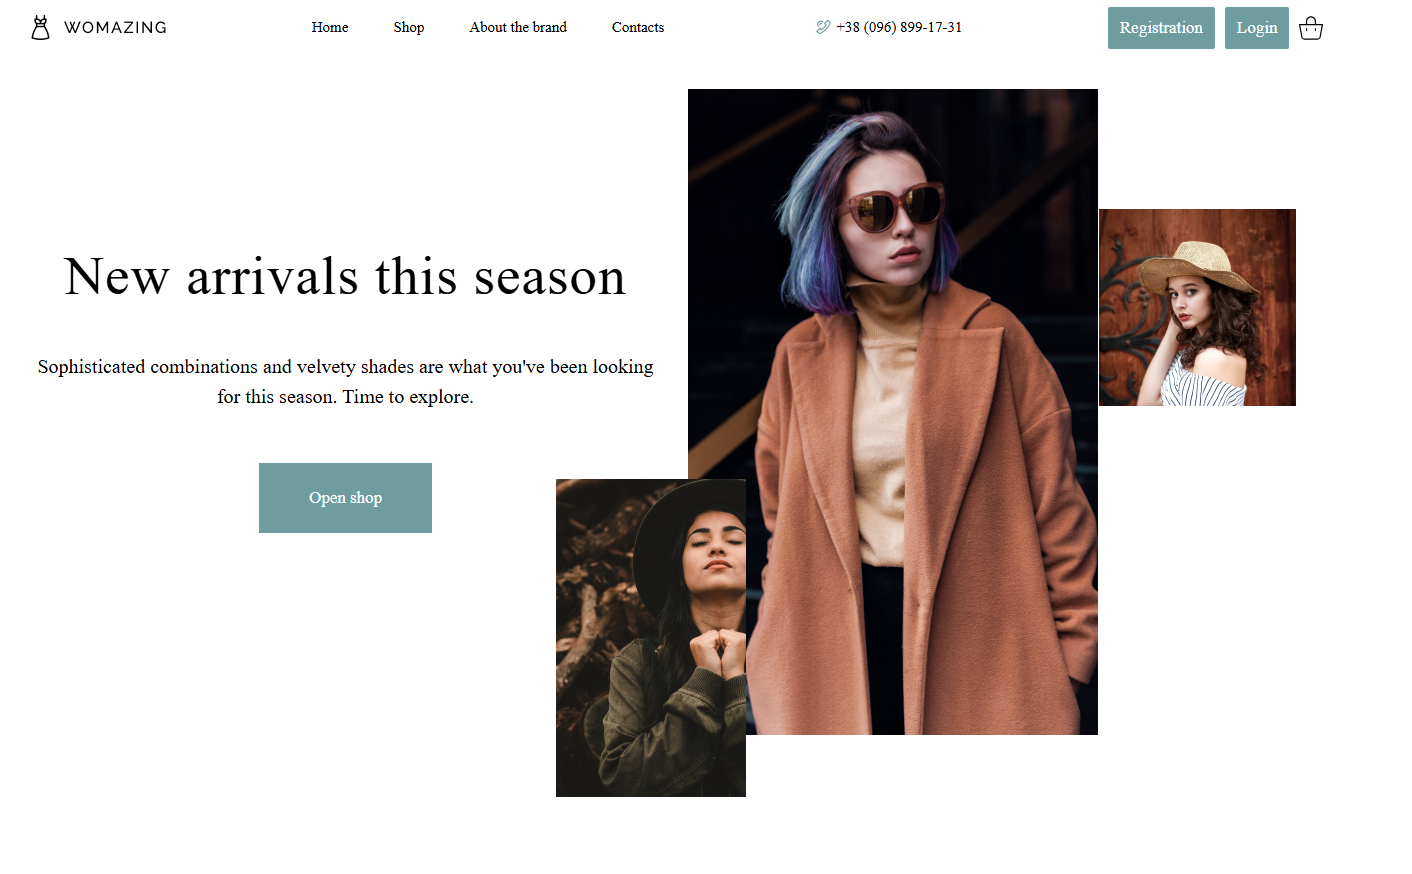 WOMAZING
Home
Shop
About the brand
Contacts
+38 (096) 899-17-31
Registration
Login
New arrivals this season
Sophisticated combinations and velvety shades are what you've been looking
for this season. Time to explore.
Open shop